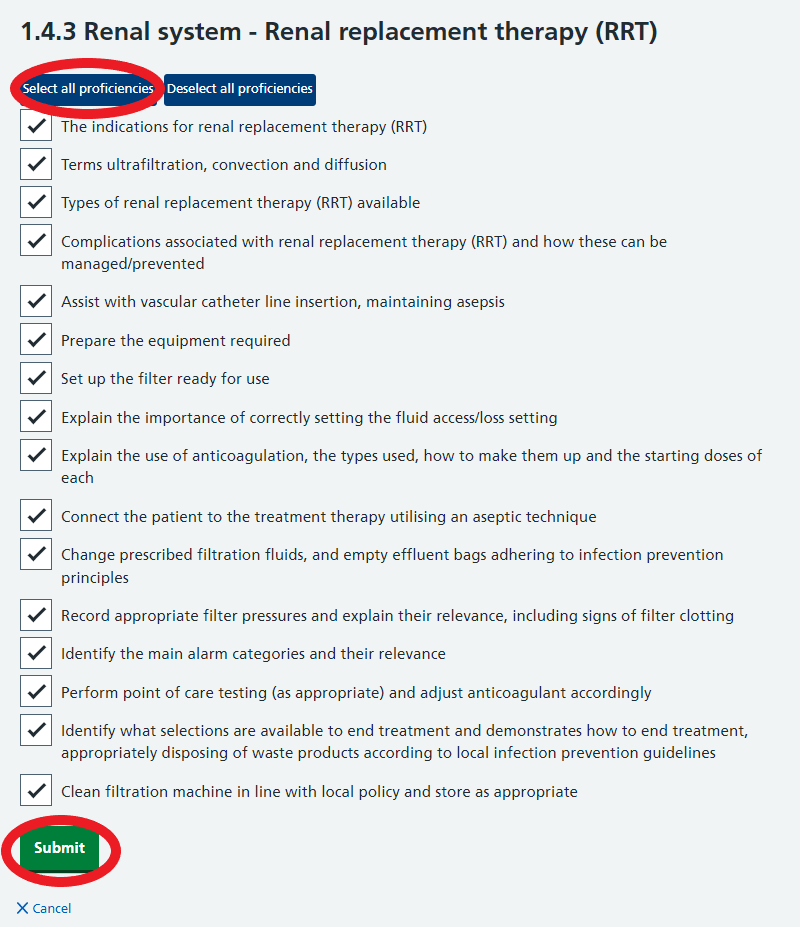 1.4.3 Renal system - Renal replacement therapy (RRT)
Select all proficiencies Deselect all proficiencies
The indications for renal replacement therapy (RRT)
Terms ultrafiltration, convection and diffusion
Types of renal replacement therapy (RRT) available
Complications associated with renal replacement therapy (RRT) and how these can be
managed/prevented
Assist with vascular catheter line insertion, maintaining asepsis
Prepare the equipment required
Set up the filter ready for use
Explain the importance of correctly setting the fluid access/loss setting
Explain the use of anticoagulation, the types used, how to make them up and the starting doses of
each
Connect the patient to the treatment therapy utilising an aseptic technique
Change prescribed filtration fluids, and empty effluent bags adhering to infection prevention
principles
Record appropriate filter pressures and explain their relevance, including signs of filter clotting
Identify the main alarm categories and their relevance
Perform point of care testing (as appropriate) and adjust anticoagulant accordingly
Identify what selections are available to end treatment and demonstrates how to end treatment,
appropriately disposing of waste products according to local infection prevention guidelines
Clean filtration machine in line with local policy and store as appropriate
Submit
Cancel